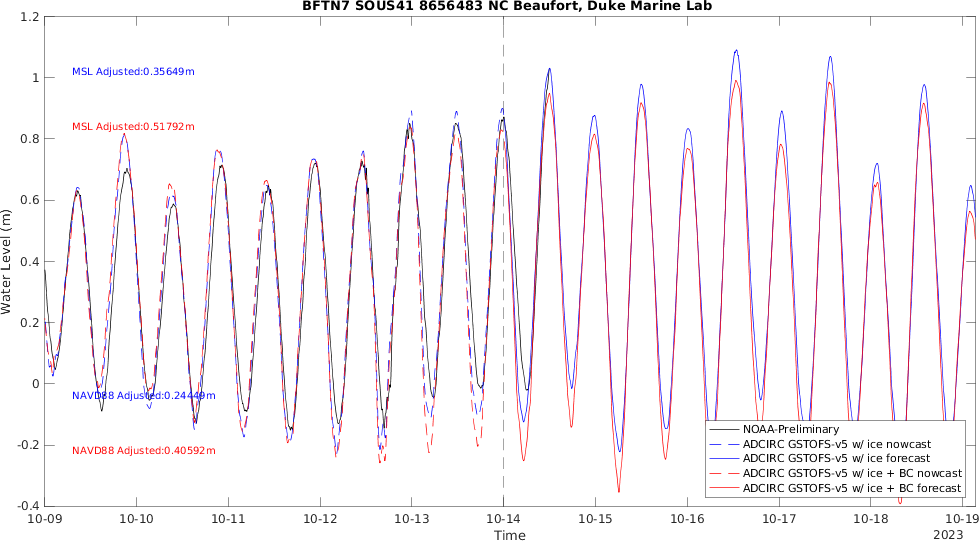 BFTN7 SOUS41 8656483 NC Beaufort, Duke Marine Lab
1.2
1
0.8
0.6
0.4
0.2
0
-0.2
-0.4
Water Level (m)
MSL Adjusted:0.35649m
MSL Adjusted:0.51792m
NAVD88 Adjusted:0.24449m
NAVD88 Adjusted:0.40592m
NOAA-Preliminary
ADCIRC GSTOFS-v5 w/ ice nowcast
ADCIRC GSTOFS-v5 w/ ice forecast
ADCIRC GSTOFS-v5 w/ ice + BC nowcast
ADCIRC GSTOFS-v5 w/ ice + BC forecast
10-09 10-10 10-11 10-12 10-13 10-14 10-15 10-16 10-17 10-18 10-19
Time
2023